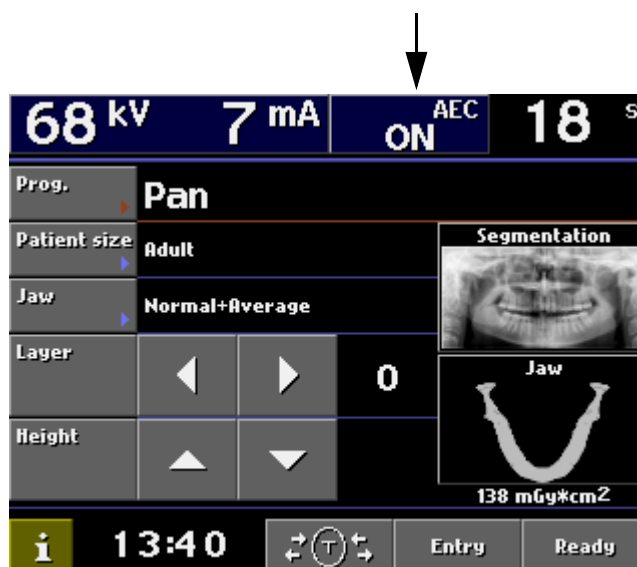 68 kV 7 mA ON AEC 18 s
Prog. Pan
Patient size Adult
Segmentation
Jaw Normal+Average
Layer 0
Jaw
Height
138 mGy*cm2
i 13:40 T Entry Ready